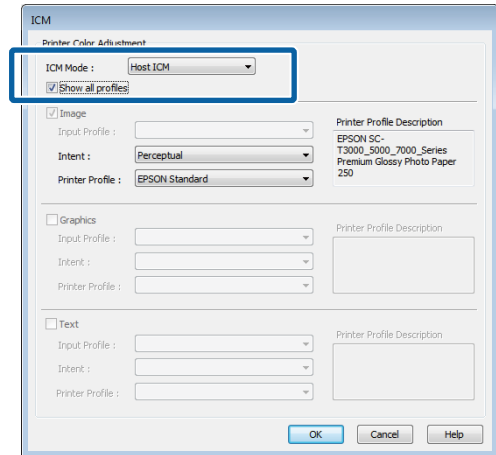 ICM
Printer Color Adjustment
ICM Mode : Host ICM
Show all profiles
Image
Input Profile :
Intent : Perceptual
Printer Profile : EPSON Standard
Printer Profile Description
EPSON SC-
T3000_5000_7000_Series
Premium Glossy Photo Paper
250
Graphics
Input Profile :
Intent :
Printer Profile :
Printer Profile Description
Text
Input Profile :
Intent :
Printer Profile :
Printer Profile Description
OK Cancel Help